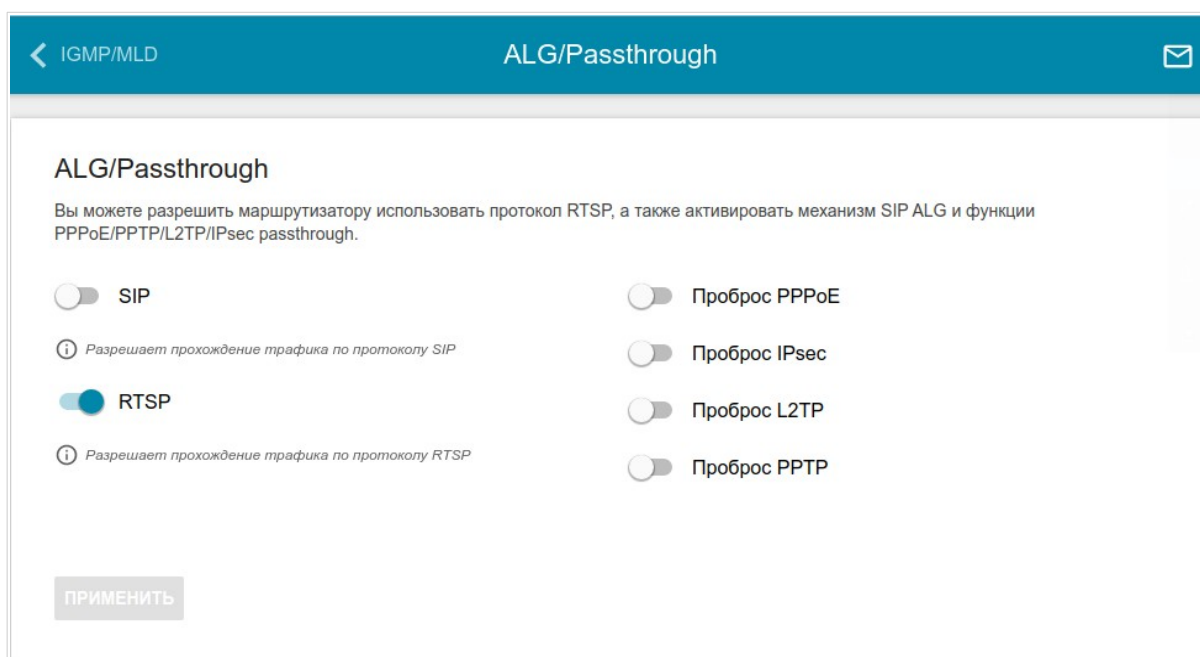 IGMP/MLD
ALG/Passthrough
ALG/Passthrough
Вы можете разрешить маршрутизатору использовать протокол RTSP, а также активировать механизм SIP ALG и функции
PPPoE/PPTP/L2TP/IPsec passthrough.
SIP
Разрешает прохождение трафика по протоколу SIP
RTSP
Разрешает прохождение трафика по протоколу RTSP
Проброс PPPoE
Проброс IPsec
Проброс L2TP
Проброс PPTP
ПРИМЕНИТЬ